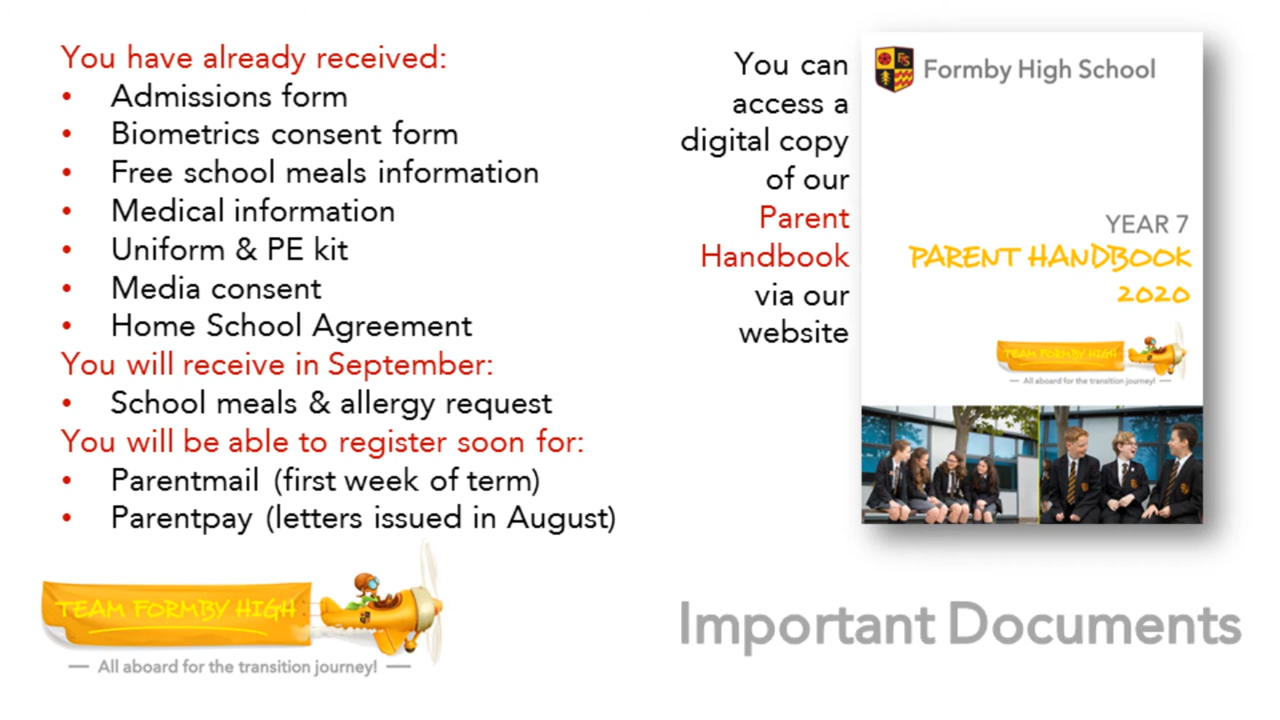 You have already received:
• Admissions form
• Biometrics consent form
• Free school meals information
• Medical information
• Uniform & PE kit
• Media consent
• Home School Agreement
You will receive in September:
• School meals & allergy request
You will be able to register soon for:
• Parentmail (first week of term)
• Parentpay (letters issued in August)
TEAM FORMBY HIGH
— All aboard for the transition journey! —
You can
access a
digital copy
of our
Parent
Handbook
via our
website
FHS
Formby High School
YEAR 7
PARENT HANDBOOK
2020
TEAM FORMBY HIGH
— All aboard for the transition journey! —
Important Documents